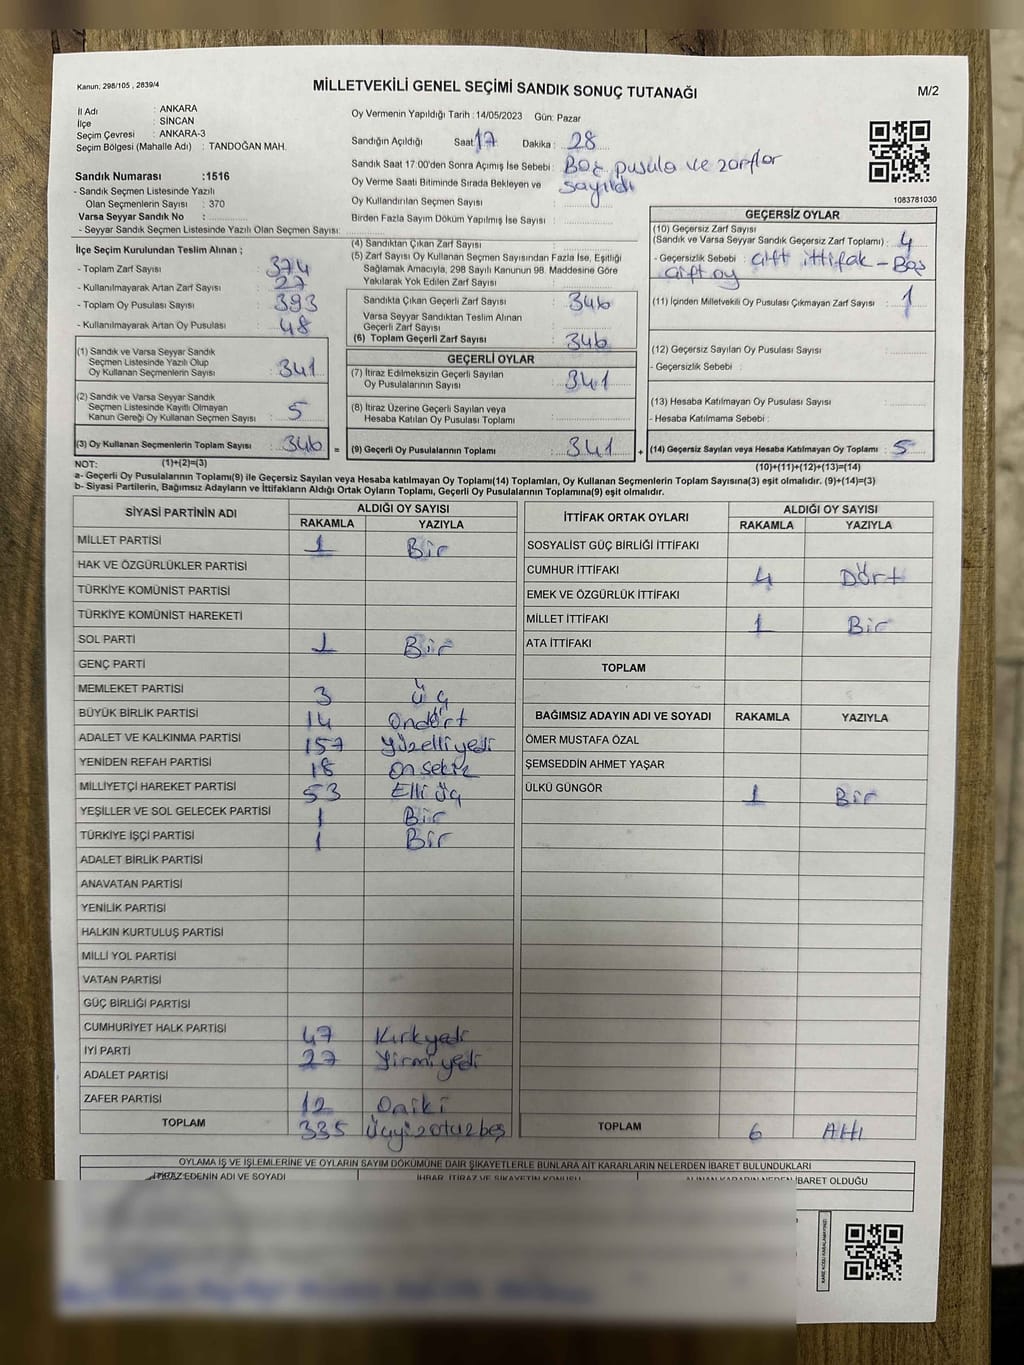 Kanun; 298/105 , 2839/4
MİLLETVEKİLİ GENEL SEÇİMİ SANDIK SONUÇ TUTANAĞI
M/2
İl Adı : ANKARA
İlçe : SİNCAN
Seçim Çevresi : ANKARA-3
Seçim Bölgesi (Mahalle Adı) : TANDOĞAN MAH.
Sandık Numarası :1516
- Sandık Seçmen Listesinde Yazılı
Olan Seçmenlerin Sayısı : 370
Varsa Seyyar Sandık No :
- Seyyar Sandık Seçmen Listesinde Yazılı Olan Seçmen Sayısı:
Oy Vermenin Yapıldığı Tarih : 14/05/2023 Gün: Pazar
Sandığın Açıldığı Saat: 17 Dakika : 28
Sandık Saat 17:00'den Sonra Açımış İse Sebebi : Boş pusula ve zarflar
Oy Verme Saati Bitiminde Sırada Bekleyen ve sayıldı
Oy Kullandırılan Seçmen Sayısı :
Birden Fazla Sayım Döküm Yapılmış İse Sayısı :
1083781030
İlçe Seçim Kurulundan Teslim Alınan ;
- Toplam Zarf Sayısı : 374
- Kullanılmayarak Artan Zarf Sayısı : 27
- Toplam Oy Pusulası Sayısı : 393
- Kullanılmayarak Artan Oy Pusulası : 48
(1) Sandık ve Varsa Seyyar Sandık
Seçmen Listesinde Yazılı Olup
Oy Kullanan Seçmenlerin Sayısı : 341
(2) Sandık ve Varsa Seyyar Sandık
Seçmen Listesinde Kayıtlı Olmayan
Kanun Gereği Oy Kullanan Seçmen Sayısı : 5
(3) Oy Kullanan Seçmenlerin Toplam Sayısı : 346 =
(4) Sandıktan Çıkan Zarf Sayısı :
(5) Zarf Sayısı Oy Kullanan Seçmen Sayısından Fazla İse, Eşitliği
Sağlamak Amacıyla, 298 Sayılı Kanunun 98. Maddesine Göre
Yakılarak Yok Edilen Zarf Sayısı :
Sandıkta Çıkan Geçerli Zarf Sayısı : 346
Varsa Seyyar Sandıktan Teslim Alınan
Geçerli Zarf Sayısı :
(6) Toplam Geçerli Zarf Sayısı : 346
GEÇERLİ OYLAR
(7) İtiraz Edilmeksizin Geçerli Sayılan
Oy Pusulalarının Sayısı : 341
(8) İtiraz Üzerine Geçerli Sayılan veya
Hesaba Katılan Oy Pusulaları Toplamı :
(9) Geçerli Oy Pusulalarının Toplamı : 341 +
GEÇERSİZ OYLAR
(10) Geçersiz Zarf Sayısı
(Sandık ve Varsa Seyyar Sandık Geçersiz Zarf Toplamı) : 4
- Geçersizlik Sebebi : Çift ittifak - Boş
Çift oy
(11) İçinden Milletvekili Oy Pusulası Çıkmayan Zarf Sayısı : 1
(12) Geçersiz Sayılan Oy Pusulası Sayısı :
- Geçersizlik Sebebi :
(13) Hesaba Katılmayan Oy Pusulası Sayısı :
- Hesaba Katılmama Sebebi :
(14) Geçersiz Sayılan veya Hesaba Katılmayan Oy Toplamı : 5
NOT: (1)+(2)=(3)
(10)+(11)+(12)+(13)=(14)
a- Geçerli Oy Pusulalarının Toplamı(9) ile Geçersiz Sayılan veya Hesaba katılmayan Oy Toplamı(14) Toplamları, Oy Kullanan Seçmenlerin Toplam Sayısına(3) eşit olmalıdır. (9)+(14)=(3)
b- Siyasi Partilerin, Bağımsız Adayların ve İttifakların Aldığı Ortak Oyların Toplamı, Geçerli Oy Pusulalarının Toplamına(9) eşit olmalıdır.
SİYASİ PARTİNİN ADI ALDIĞI OY SAYISI
RAKAMLA YAZIYLA
MİLLET PARTİSİ 1 Bir
HAK VE ÖZGÜRLÜKLER PARTİSİ
TÜRKİYE KOMÜNİST PARTİSİ
TÜRKİYE KOMÜNİST HAREKETİ
SOL PARTİ 1 Bir
GENÇ PARTİ
MEMLEKET PARTİSİ 3 üç
BÜYÜK BİRLİK PARTİSİ 14 Ondört
ADALET VE KALKINMA PARTİSİ 157 Yüzelliyedi
YENİDEN REFAH PARTİSİ 18 Onsekiz
MİLLİYETÇİ HAREKET PARTİSİ 53 Elli üç
YEŞİLLER VE SOL GELECEK PARTİSİ 1 Bir
TÜRKİYE İŞÇİ PARTİSİ 1 Bir
ADALET BİRLİK PARTİSİ
ANAVATAN PARTİSİ
YENİLİK PARTİSİ
HALKIN KURTULUŞ PARTİSİ
MİLLİ YOL PARTİSİ
VATAN PARTİSİ
GÜÇ BİRLİĞİ PARTİSİ
CUMHURİYET HALK PARTİSİ 47 Kırkyedi
İYİ PARTİ 27 Yirmiyedi
ADALET PARTİSİ
ZAFER PARTİSİ 12 Oniki
TOPLAM 335 Üçyüzotuzbeş
İTTİFAK ORTAK OYLARI ALDIĞI OY SAYISI
RAKAMLA YAZIYLA
SOSYALİST GÜÇ BİRLİĞİ İTTİFAKI
CUMHUR İTTİFAKI 4 Dört
EMEK VE ÖZGÜRLÜK İTTİFAKI
MİLLET İTTİFAKI 1 Bir
ATA İTTİFAKI
TOPLAM
BAĞIMSIZ ADAYIN ADI VE SOYADI RAKAMLA YAZIYLA
ÖMER MUSTAFA ÖZAL
ŞEMSEDDİN AHMET YAŞAR
ÜLKÜ GÜNGÖR 1 Bir
TOPLAM 6 Altı
OYLAMA İŞ VE İŞLEMLERİNE VE OYLARIN SAYIM DÖKÜMÜNE DAİR ŞİKAYETLERLE BUNLARA AİT KARARLARIN NELERDEN İBARET BULUNDUKLARI
İTİRAZ EDENİN ADI VE SOYADI İHBAR, İTİRAZ VE ŞİKAYETİN KONUSU ALINAN KARARIN NEDEN İBARET OLDUĞU